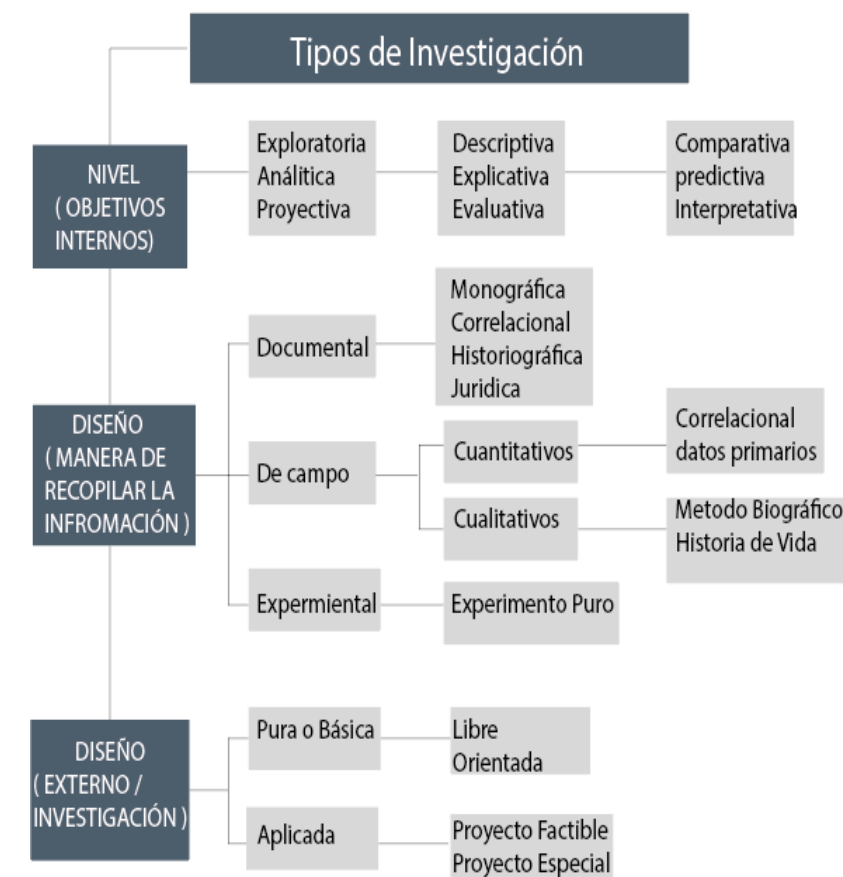 Tipos de Investigación
NIVEL
( OBJETIVOS
INTERNOS)
Exploratoria
Análitica
Proyectiva
Descriptiva
Explicativa
Evaluativa
Comparativa
predictiva
Interpretativa
DISEÑO
( MANERA DE
RECOPILAR LA
INFROMACIÓN )
Documental
Monográfica
Correlacional
Historiográfica
Juridica
De campo
Cuantitativos
Correlacional
datos primarios
Cualitativos
Metodo Biográfico
Historia de Vida
Expermiental
Experimento Puro
DISEÑO
( EXTERNO /
INVESTIGACIÓN )
Pura o Básica
Libre
Orientada
Aplicada
Proyecto Factible
Proyecto Especial